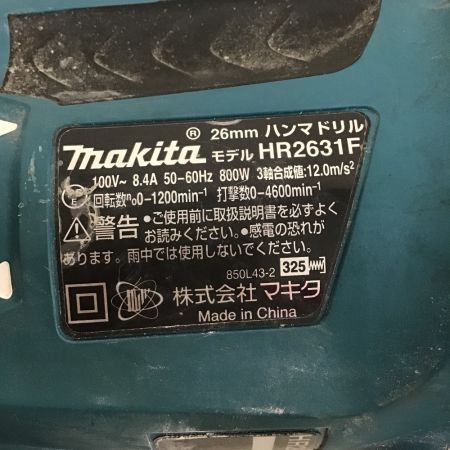 ® 26mm ハンマドリル
makita モデル HR2631F
100V~ 8.4A 50-60Hz 800W 3軸合成値:12.0m/s²
回転数n₀0-1200min⁻¹ 打撃数0-4600min⁻¹
警告 •ご使用前に取扱説明書を必ずよく
お読みください。•感電の恐れが
あります。雨中では使用しないでください。
850L43-2 325
株式会社 マキタ
Made in China